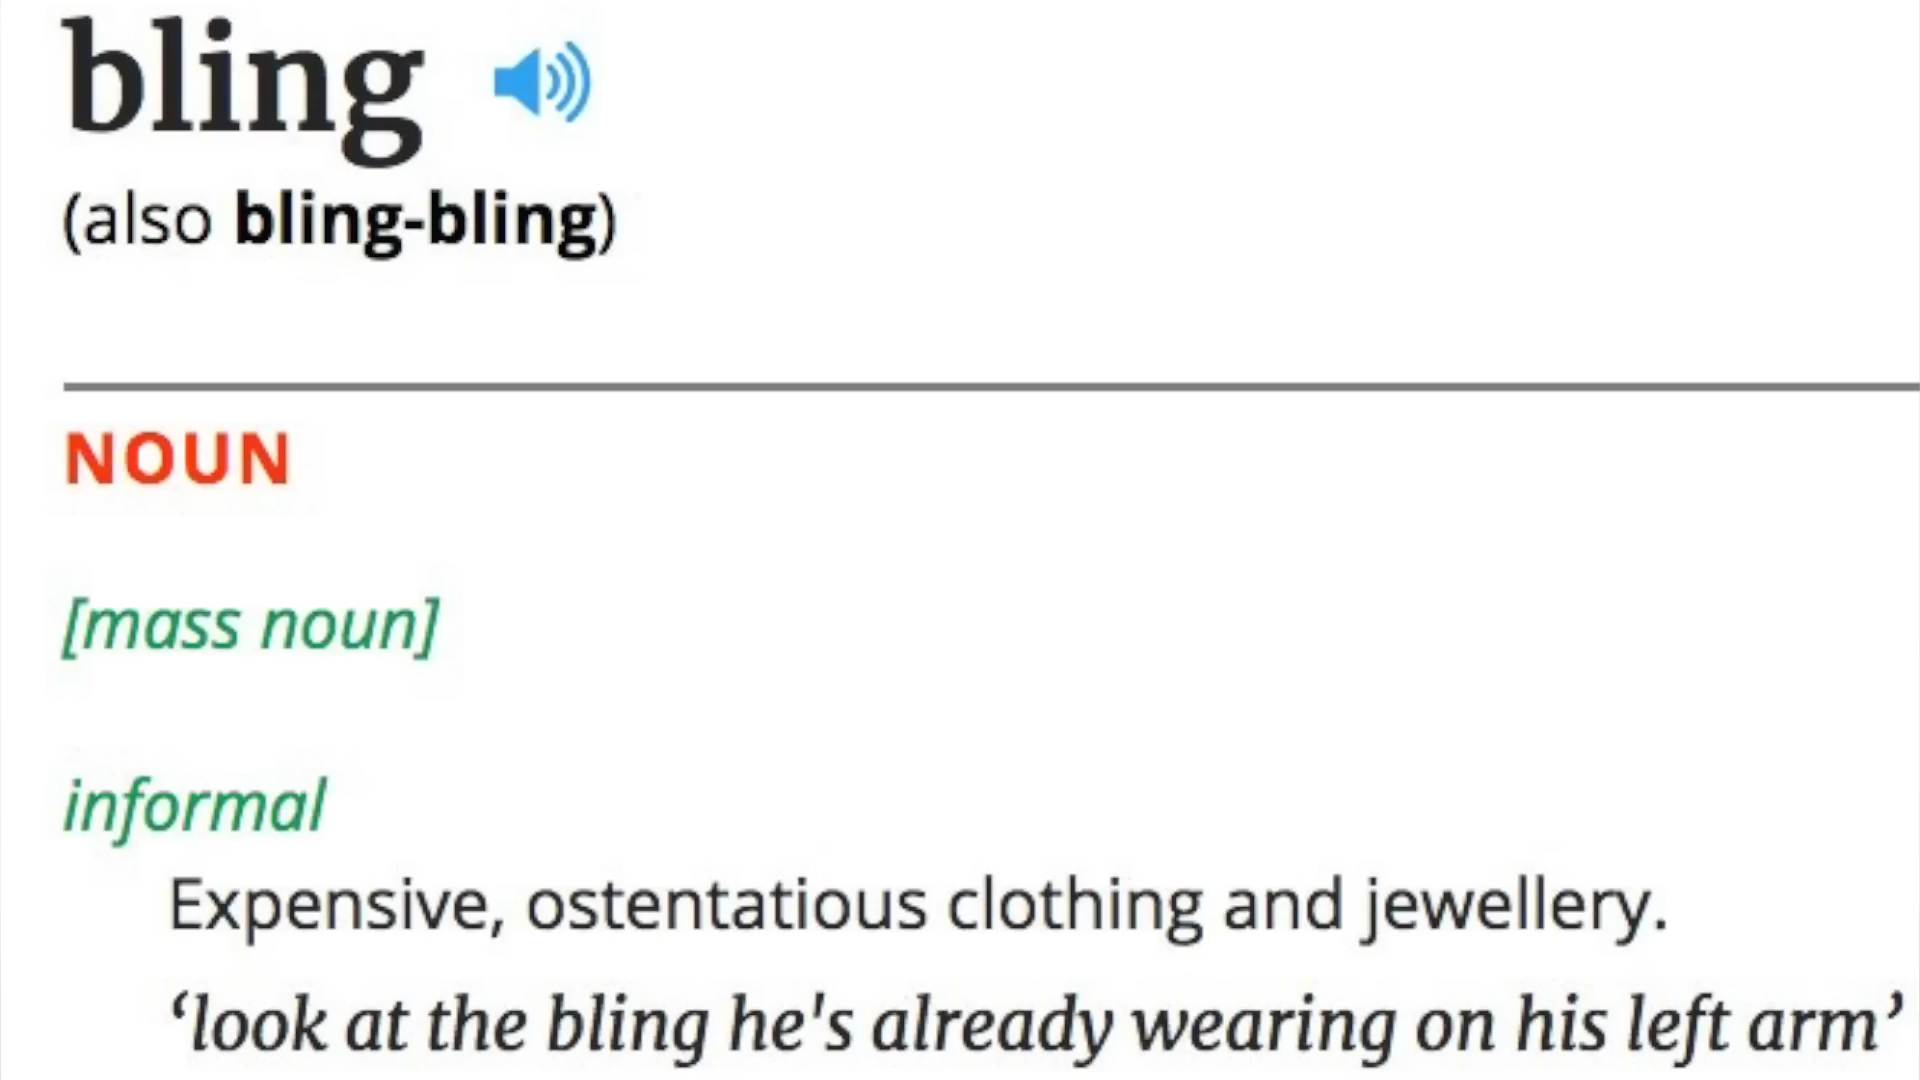 bling
(also bling-bling)
NOUN
[mass noun]
informal
Expensive, ostentatious clothing and jewellery.
‘look at the bling he's already wearing on his left arm’